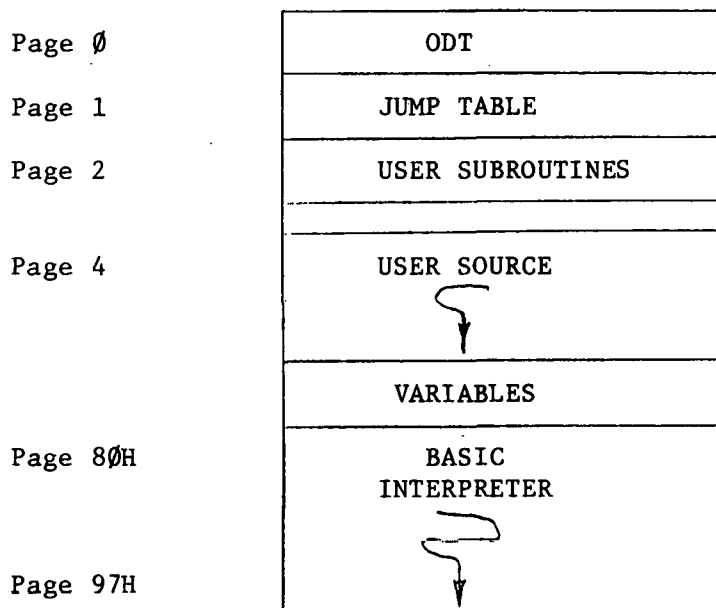 Page Ø ODT
Page 1 JUMP TABLE
Page 2 USER SUBROUTINES
Page 4 USER SOURCE
VARIABLES
Page 8ØH BASIC
INTERPRETER
Page 97H